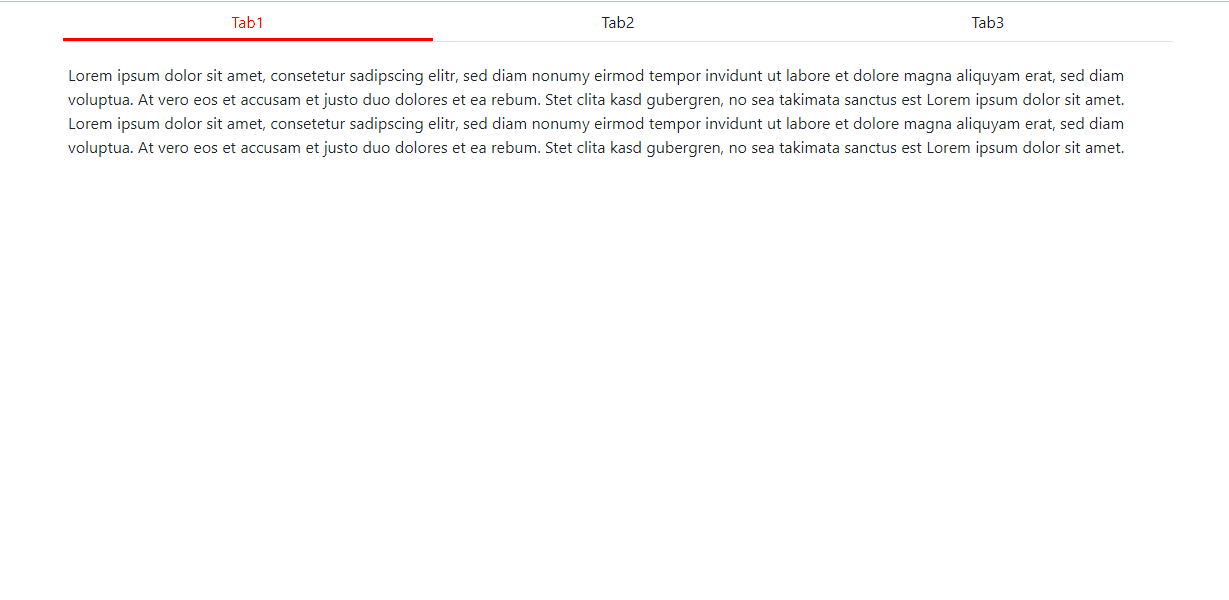 Tab1 Tab2 Tab3
Lorem ipsum dolor sit amet, consetetur sadipscing elitr, sed diam nonumy eirmod tempor invidunt ut labore et dolore magna aliquyam erat, sed diam
voluptua. At vero eos et accusam et justo duo dolores et ea rebum. Stet clita kasd gubergren, no sea takimata sanctus est Lorem ipsum dolor sit amet.
Lorem ipsum dolor sit amet, consetetur sadipscing elitr, sed diam nonumy eirmod tempor invidunt ut labore et dolore magna aliquyam erat, sed diam
voluptua. At vero eos et accusam et justo duo dolores et ea rebum. Stet clita kasd gubergren, no sea takimata sanctus est Lorem ipsum dolor sit amet.